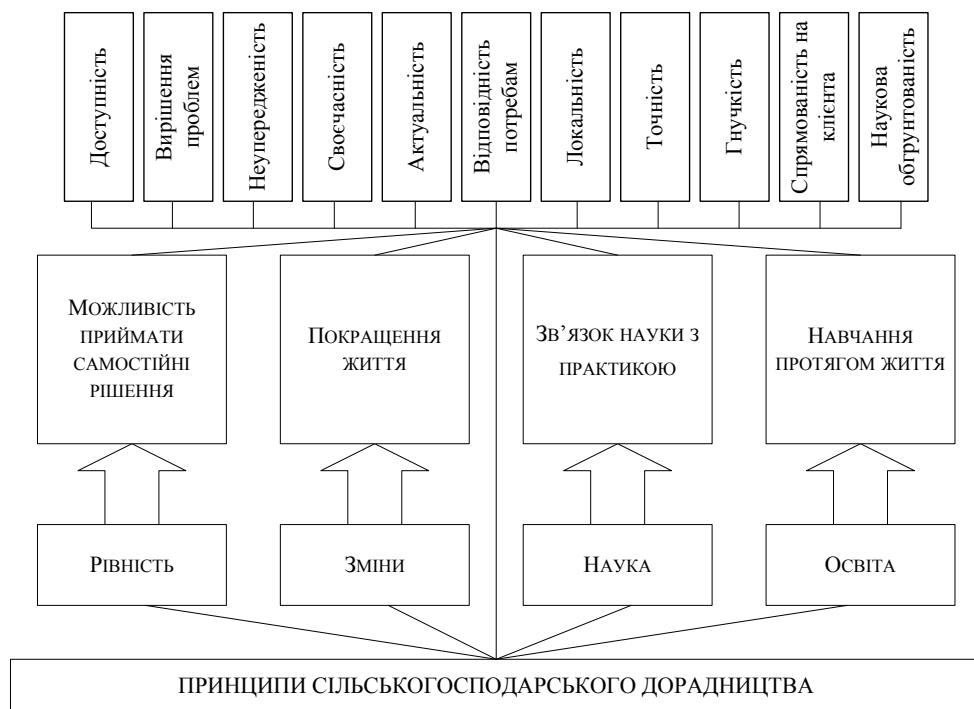 Доступність
Вирішення
проблем
Неупередженість
Своєчасність
Актуальність
Відповідність
потребам
Локальність
Точність
Гнучкість
Спрямованість на
клієнта
Наукова
обгрунтованість
Можливість
приймати
самостійні
рішення
Покращення
життя
Зв’язок науки з
практикою
Навчання
протягом життя
Рівність
Зміни
Наука
Освіта
ПРИНЦИПИ СІЛЬСЬКОГОСПОДАРСЬКОГО ДОРАДНИЦТВА